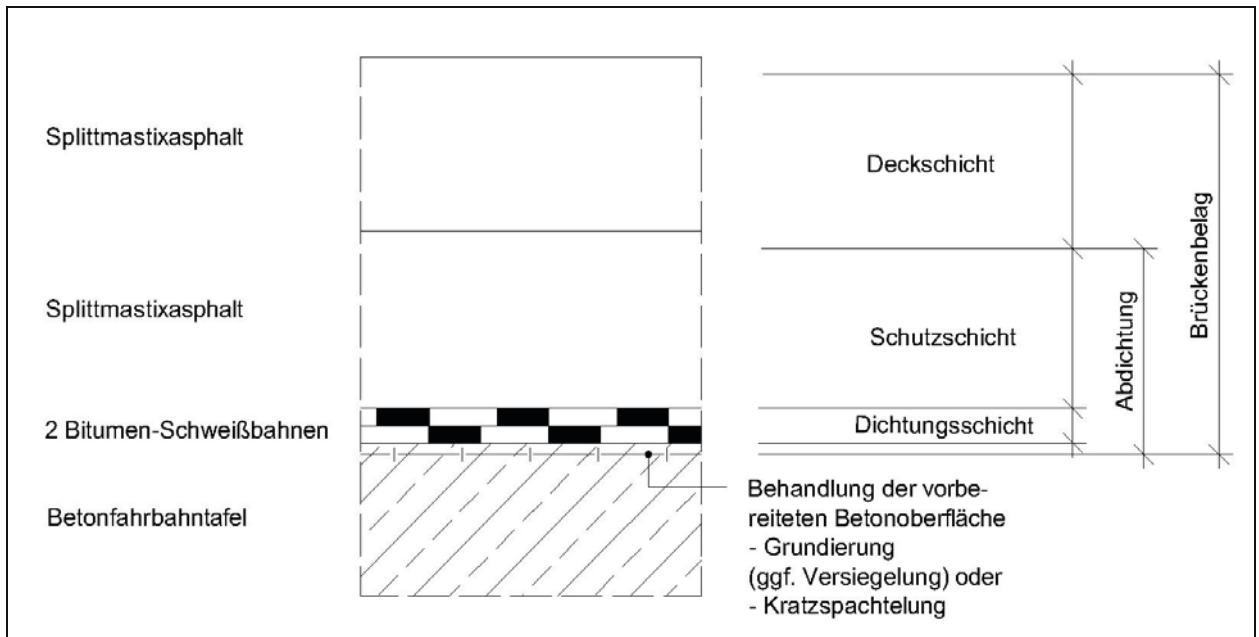 Splittmastixasphalt
Deckschicht
Splittmastixasphalt
Schutzschicht
Abdichtung
Brückenbelag
2 Bitumen-Schweißbahnen
Dichtungsschicht
Betonfahrbahntafel
Behandlung der vorbe-
reiteten Betonoberfläche
- Grundierung
(ggf. Versiegelung) oder
- Kratzspachtelung